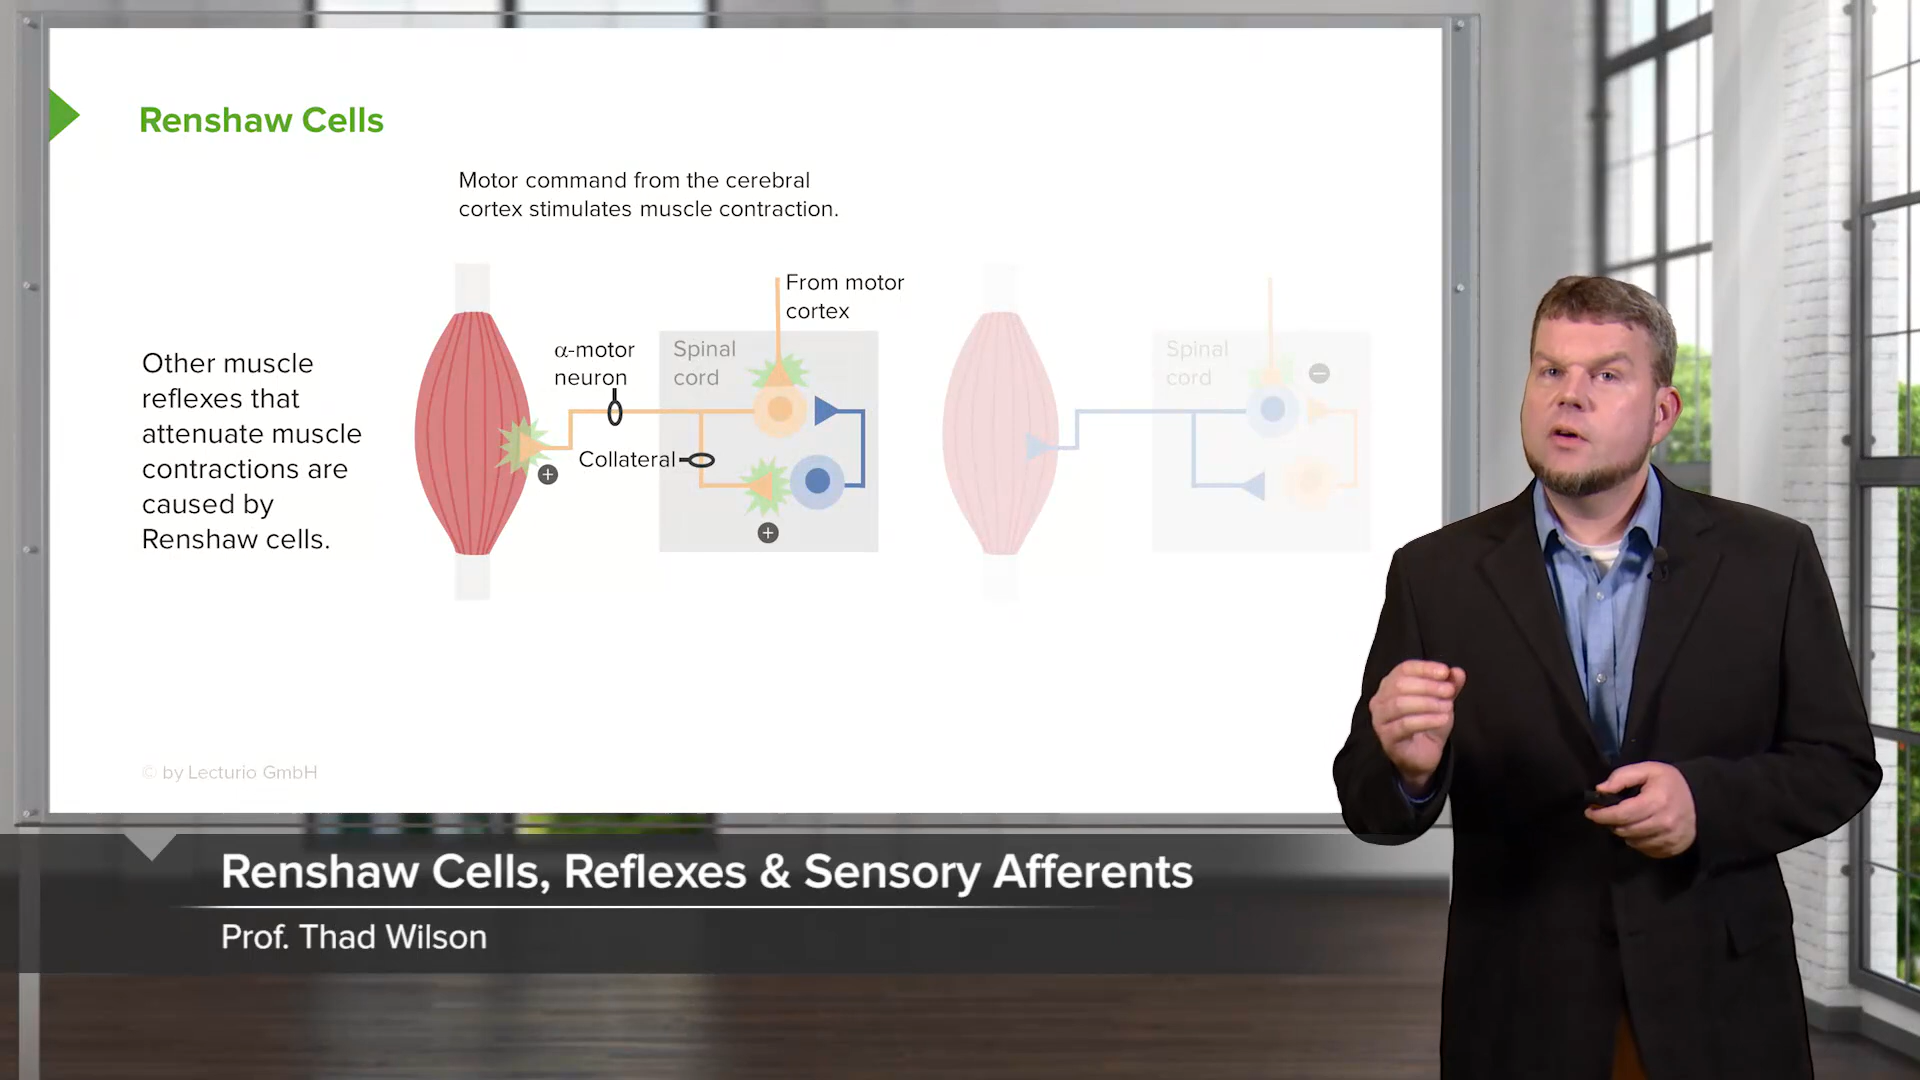 Renshaw Cells
Motor command from the cerebral
cortex stimulates muscle contraction.
From motor
cortex
α-motor
neuron
Spinal
cord
Collateral
+
+
Spinal
cord
−
Other muscle
reflexes that
attenuate muscle
contractions are
caused by
Renshaw cells.
© by Lecturio GmbH
Renshaw Cells, Reflexes & Sensory Afferents
Prof. Thad Wilson